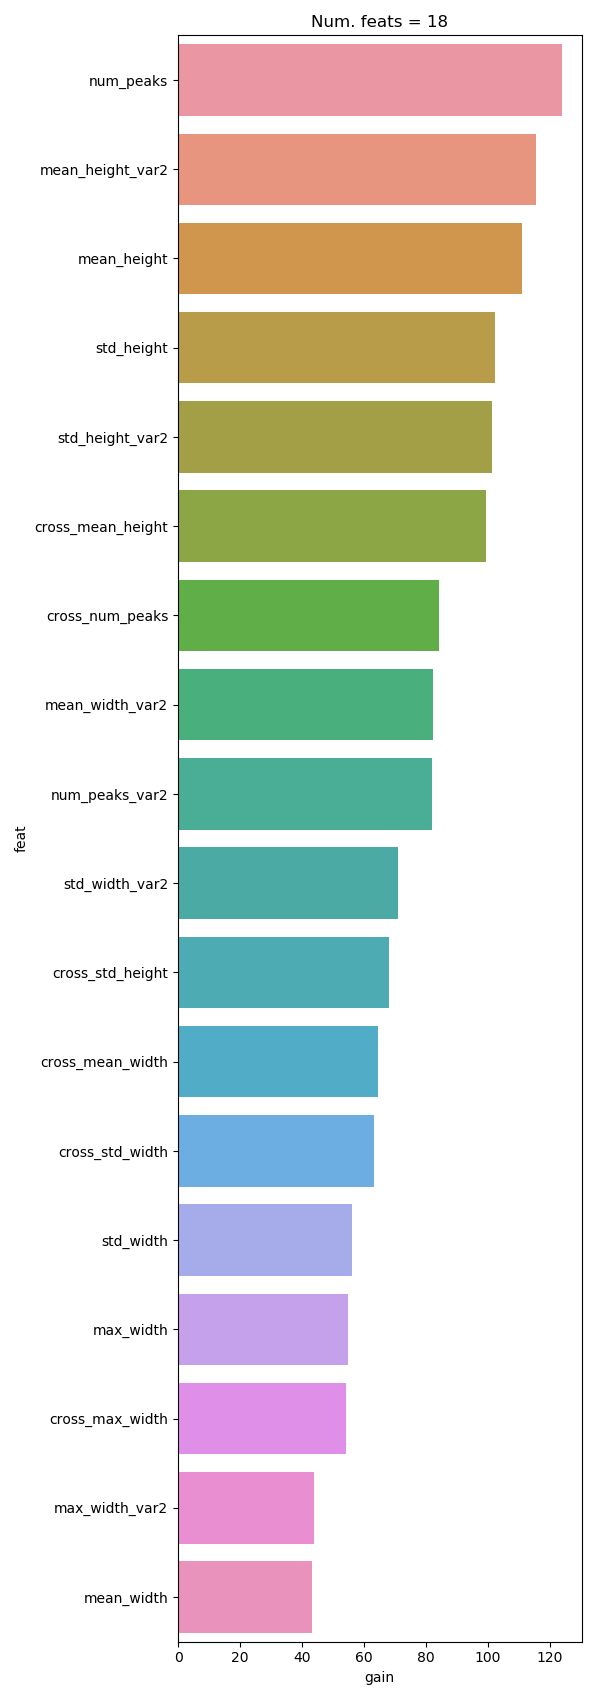 Num. feats = 18
num_peaks
mean_height_var2
mean_height
std_height
std_height_var2
cross_mean_height
cross_num_peaks
mean_width_var2
num_peaks_var2
feat
std_width_var2
cross_std_height
cross_mean_width
cross_std_width
std_width
max_width
cross_max_width
max_width_var2
mean_width
0 20 40 60 80 100 120
gain